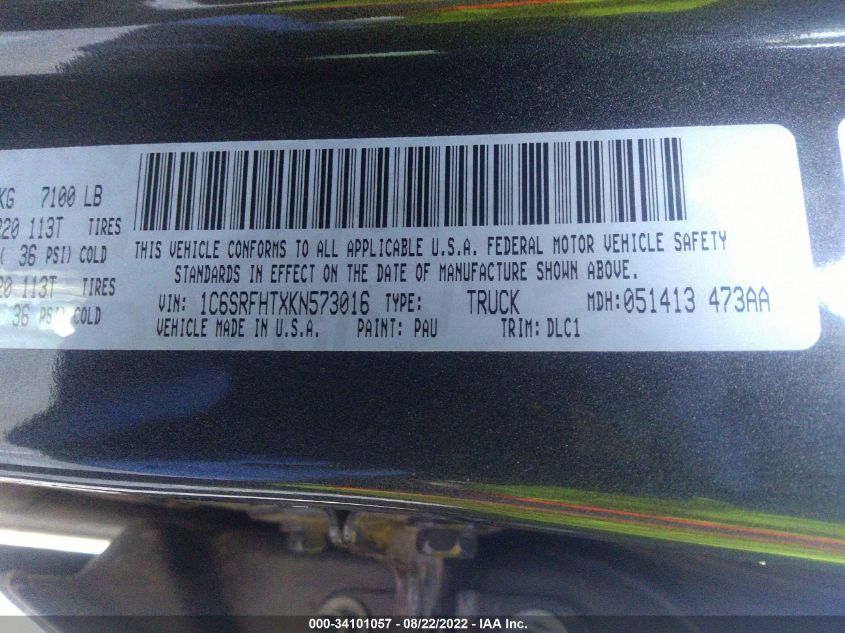 KG 7100 LB
20 113T TIRES
( 36 PSI) COLD
20 113T TIRES
36 PSI) COLD
THIS VEHICLE CONFORMS TO ALL APPLICABLE U.S.A. FEDERAL MOTOR VEHICLE SAFETY
STANDARDS IN EFFECT ON THE DATE OF MANUFACTURE SHOWN ABOVE.
VIN: 1C6SRFHTXKN573016 TYPE: TRUCK MDH:051413 473AA
VEHICLE MADE IN U.S.A. PAINT: PAU TRIM: DLC1
000-34101057 - 08/22/2022 - IAA Inc.